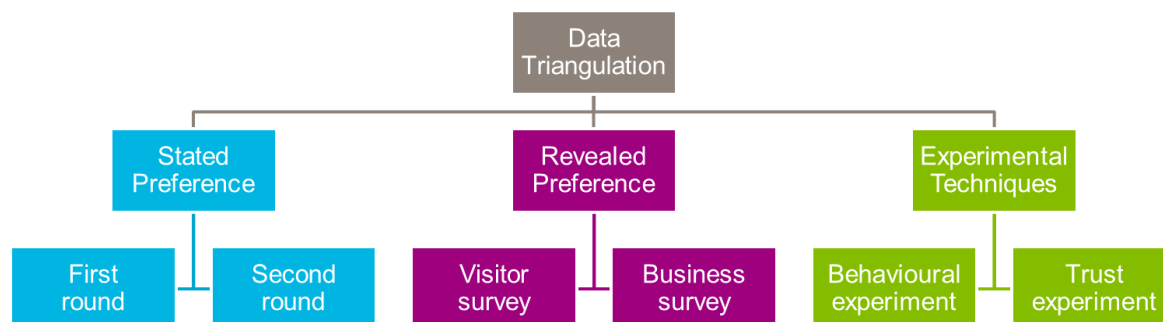 Data
Triangulation
Stated
Preference
Revealed
Preference
Experimental
Techniques
First
round
Second
round
Visitor
survey
Business
survey
Behavioural
experiment
Trust
experiment